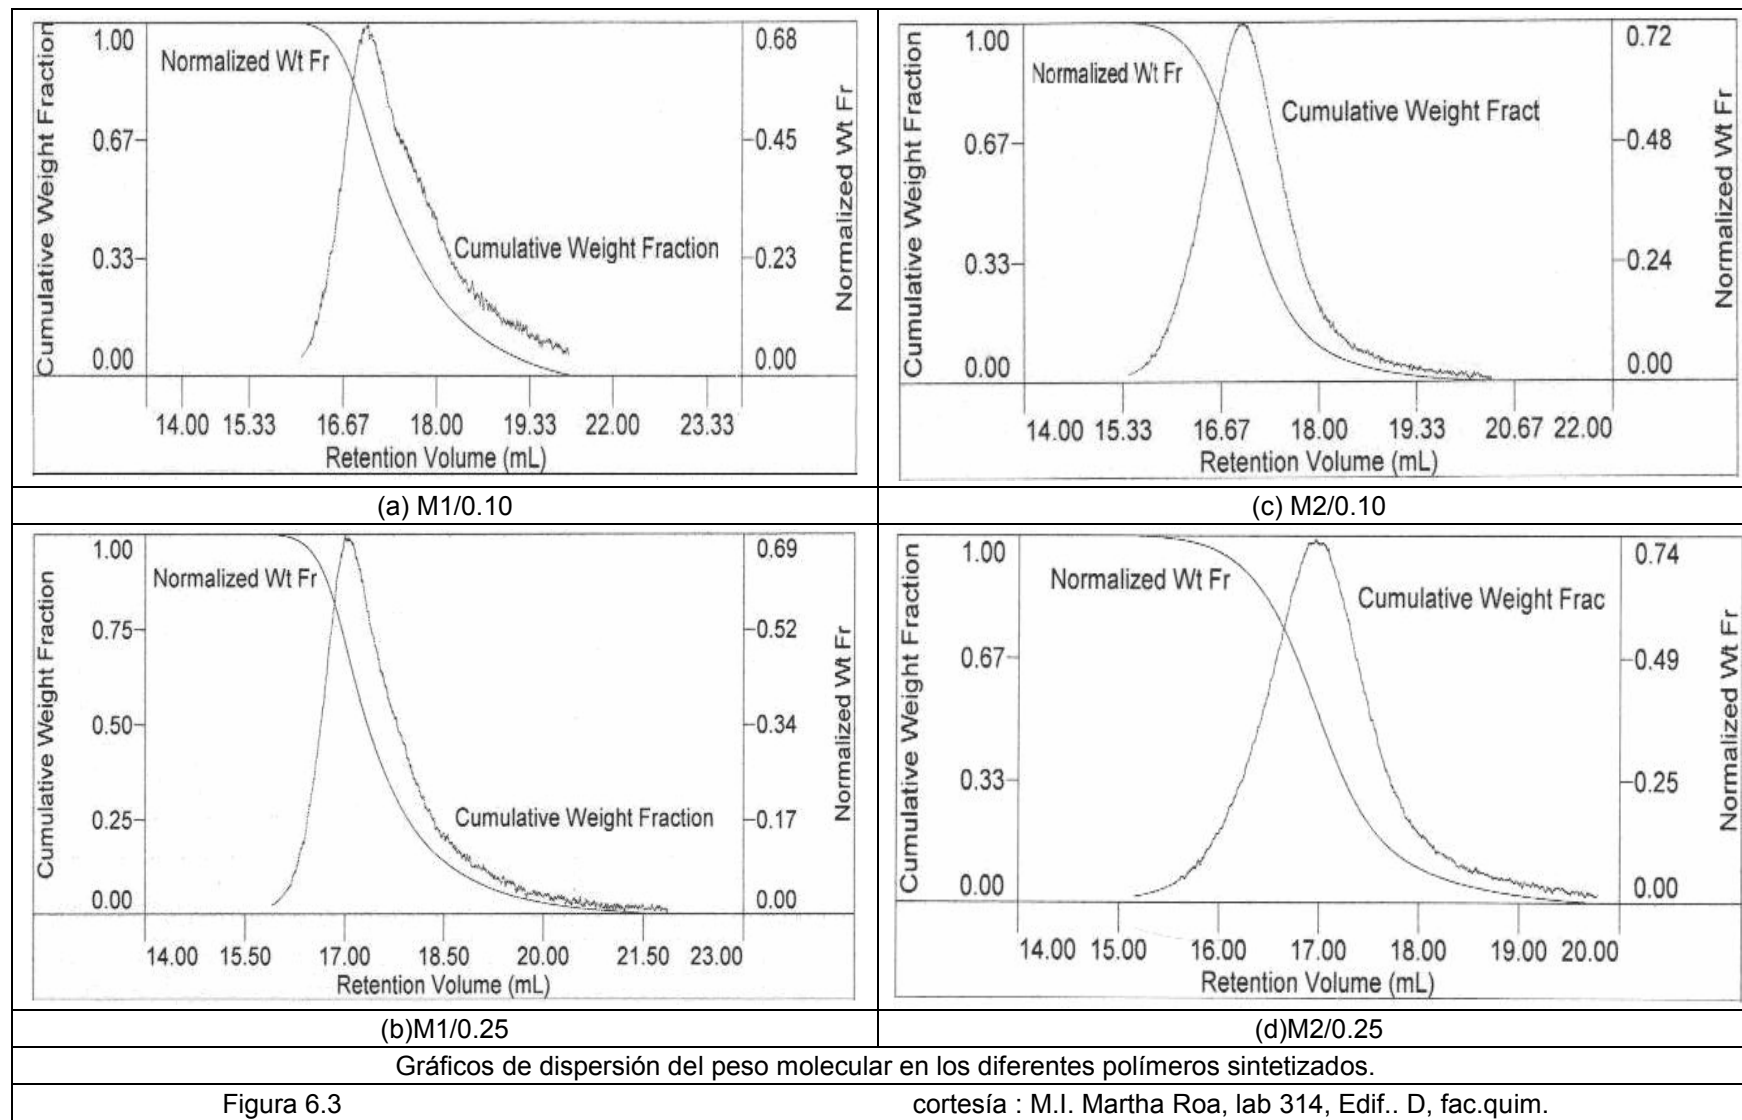 Cumulative Weight Fraction
1.00
0.67
0.33
0.00
Normalized Wt Fr
Cumulative Weight Fraction
0.68
0.45
0.23
0.00
Normalized Wt Fr
14.00 15.33 16.67 18.00 19.33 22.00 23.33
Retention Volume (mL)
(a) M1/0.10
Cumulative Weight Fraction
1.00
0.67
0.33
0.00
Normalized Wt Fr
Cumulative Weight Fract
0.72
0.48
0.24
0.00
Normalized Wt Fr
14.00 15.33 16.67 18.00 19.33 20.67 22.00
Retention Volume (mL)
(c) M2/0.10
Cumulative Weight Fraction
1.00
0.75
0.50
0.25
0.00
Normalized Wt Fr
Cumulative Weight Fraction
0.69
0.52
0.34
0.17
0.00
Normalized Wt Fr
14.00 15.50 17.00 18.50 20.00 21.50 23.00
Retention Volume (mL)
(b)M1/0.25
Cumulative Weight Fraction
1.00
0.67
0.33
0.00
Normalized Wt Fr
Cumulative Weight Frac
0.74
0.49
0.25
0.00
Normalized Wt Fr
14.00 15.00 16.00 17.00 18.00 19.00 20.00
Retention Volume (mL)
(d)M2/0.25
Gráficos de dispersión del peso molecular en los diferentes polímeros sintetizados.
Figura 6.3 cortesía : M.I. Martha Roa, lab 314, Edif.. D, fac.quim.